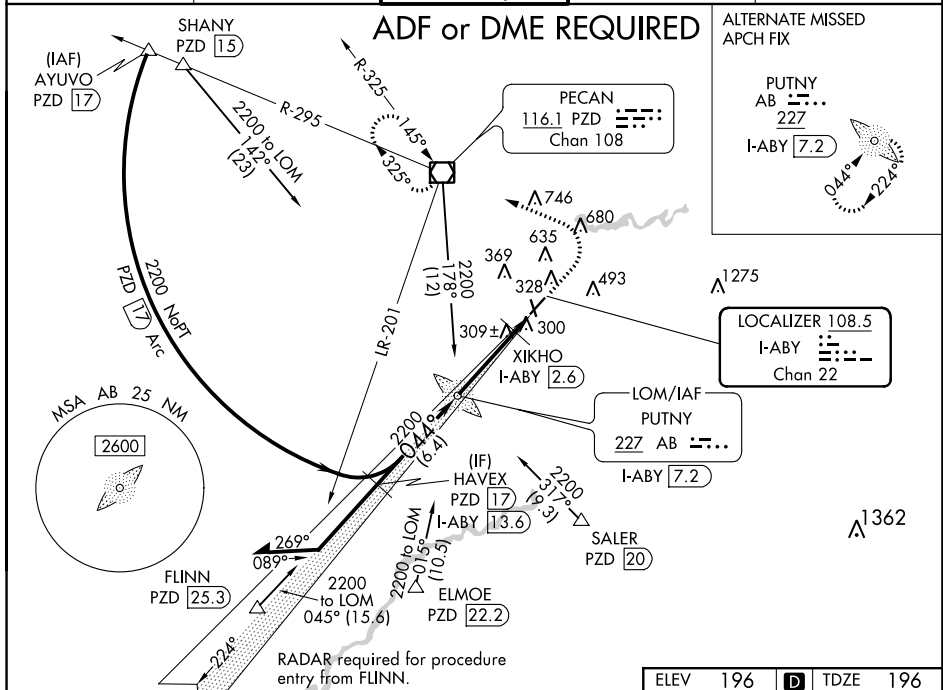 ADF or DME REQUIRED
ALTERNATE MISSED
APCH FIX
PUTNY
AB
227
I-ABY 7.2
044°
224°
SHANY
PZD 15
(IAF)
AYUVO
PZD 17
R-295
2200 to LOM
142°
(23)
R-325
145°
325°
PECAN
116.1 PZD
Chan 108
746
680
635
369
328
493
1275
309±
300
2200
178°
(12)
LR-201
2200 NoPT
PZD 17 Arc
XIKHO
I-ABY 2.6
LOCALIZER 108.5
I-ABY
Chan 22
LOM/IAF
PUTNY
227 AB
I-ABY 7.2
MSA AB 25 NM
2600
2200
044°
(6.4)
(IF)
HAVEX
PZD 17
I-ABY 13.6
2200
317°
(9.3)
SALER
PZD 20
1362
269°
089°
FLINN
PZD 25.3
2200
to LOM
045° (15.6)
2200 to LOM
015°
(10.5)
ELMOE
PZD 22.2
224°
RADAR required for procedure
entry from FLINN.
ELEV 196 D TDZE 196